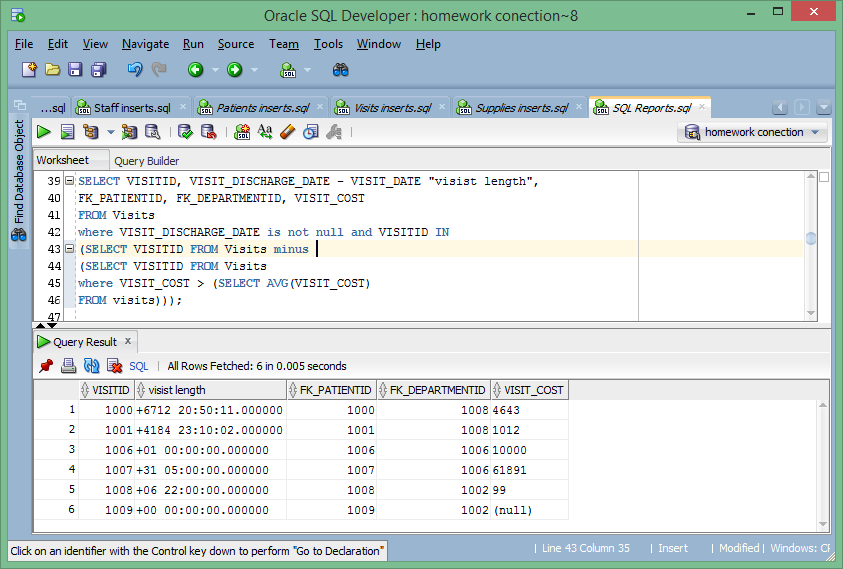 Oracle SQL Developer : homework conection~8
File Edit View Navigate Run Source Team Tools Window Help
...sql Staff inserts.sql Patients inserts.sql Visits inserts.sql Supplies inserts.sql SQL Reports.sql
Find Database Object
homework conection
Worksheet Query Builder
39 SELECT VISITID, VISIT_DISCHARGE_DATE - VISIT_DATE "visist length",
40 FK_PATIENTID, FK_DEPARTMENTID, VISIT_COST
41 FROM Visits
42 where VISIT_DISCHARGE_DATE is not null and VISITID IN
43 (SELECT VISITID FROM Visits minus
44 (SELECT VISITID FROM Visits
45 where VISIT_COST > (SELECT AVG(VISIT_COST)
46 FROM visits)));
47
Query Result x
SQL | All Rows Fetched: 6 in 0.005 seconds
VISITID visist length FK_PATIENTID FK_DEPARTMENTID VISIT_COST
1 1000 +6712 20:50:11.000000 1000 1008 4643
2 1001 +4184 23:10:02.000000 1001 1008 1012
3 1006 +01 00:00:00.000000 1006 1006 10000
4 1007 +31 05:00:00.000000 1007 1006 61891
5 1008 +06 22:00:00.000000 1008 1002 99
6 1009 +00 00:00:00.000000 1009 1002 (null)
Click on an identifier with the Control key down to perform "Go to Declaration" | Line 43 Column 35 | Insert | Modified | Windows: CF